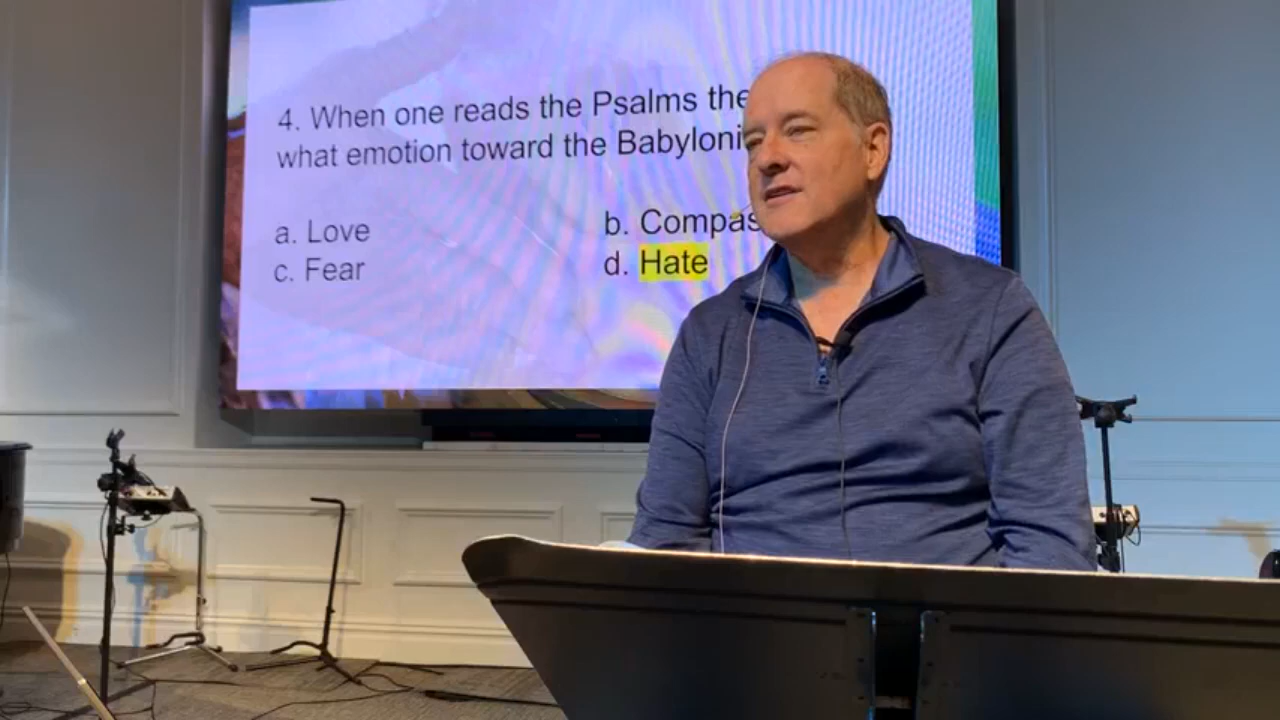 4. When one reads the Psalms the
what emotion toward the Babyloni
a. Love
b. Compas
c. Fear
d. Hate